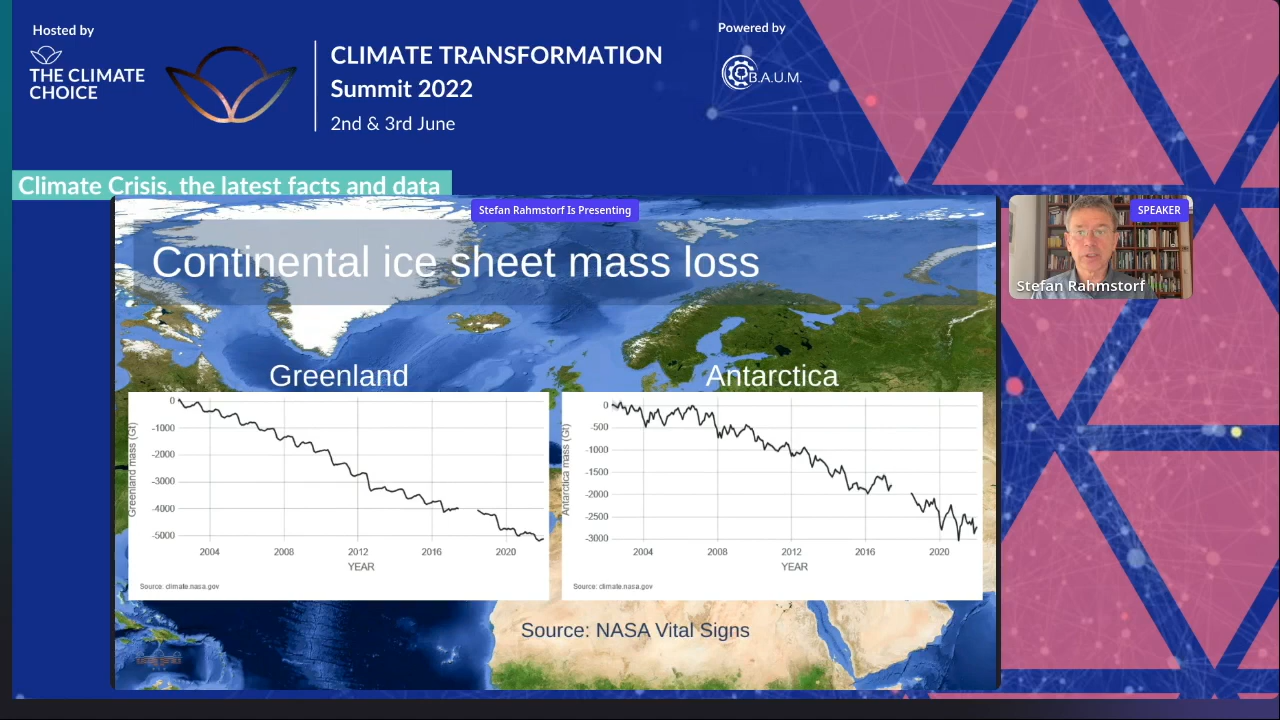 Hosted by
THE CLIMATE
CHOICE
CLIMATE TRANSFORMATION
Summit 2022
2nd & 3rd June
Powered by
B.A.U.M.
Climate Crisis, the latest facts and data
Stefan Rahmstorf Is Presenting
SPEAKER
Stefan Rahmstorf
Continental ice sheet mass loss
Greenland
0
-1000
-2000
-3000
-4000
-5000
Greenland mass (Gt)
2004 2008 2012 2016 2020
YEAR
Source: climate.nasa.gov
Antarctica
0
-500
-1000
-1500
-2000
-2500
-3000
Antarctica mass (Gt)
2004 2008 2012 2016 2020
YEAR
Source: climate.nasa.gov
Source: NASA Vital Signs